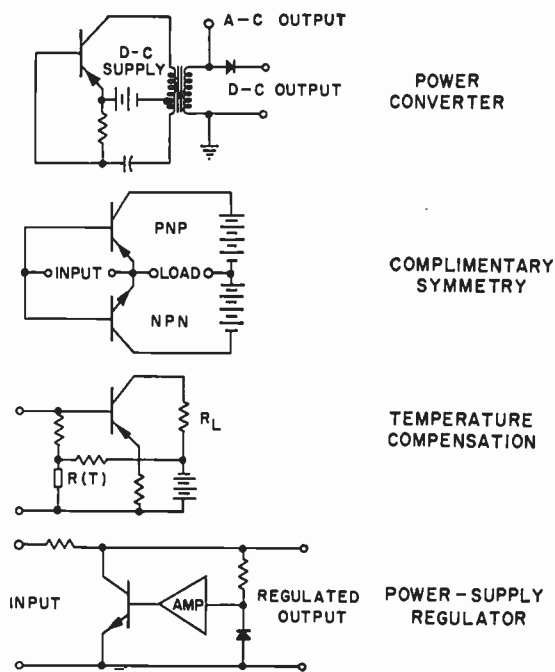 A-C OUTPUT
D-C
SUPPLY
D-C OUTPUT
POWER
CONVERTER
PNP
INPUT
LOAD
NPN
COMPLIMENTARY
SYMMETRY
R_L
R(T)
TEMPERATURE
COMPENSATION
INPUT
AMP
REGULATED
OUTPUT
POWER-SUPPLY
REGULATOR